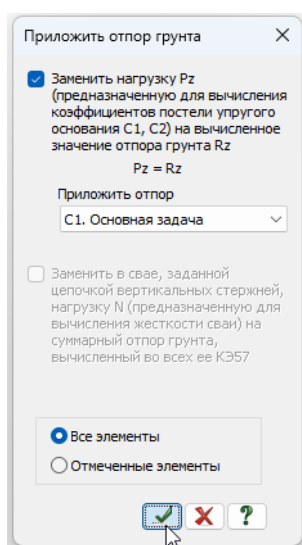 Приложить отпор грунта
Заменить нагрузку Pz
(предназначенную для вычисления
коэффициентов постели упругого
основания C1, C2) на вычисленное
значение отпора грунта Rz
Pz = Rz
Приложить отпор
C1. Основная задача
Заменить в свае, заданной
цепочкой вертикальных стержней,
нагрузку N (предназначенную для
вычисления жесткости сваи) на
суммарный отпор грунта,
вычисленный во всех ее КЭ57
Все элементы
Отмеченные элементы
?